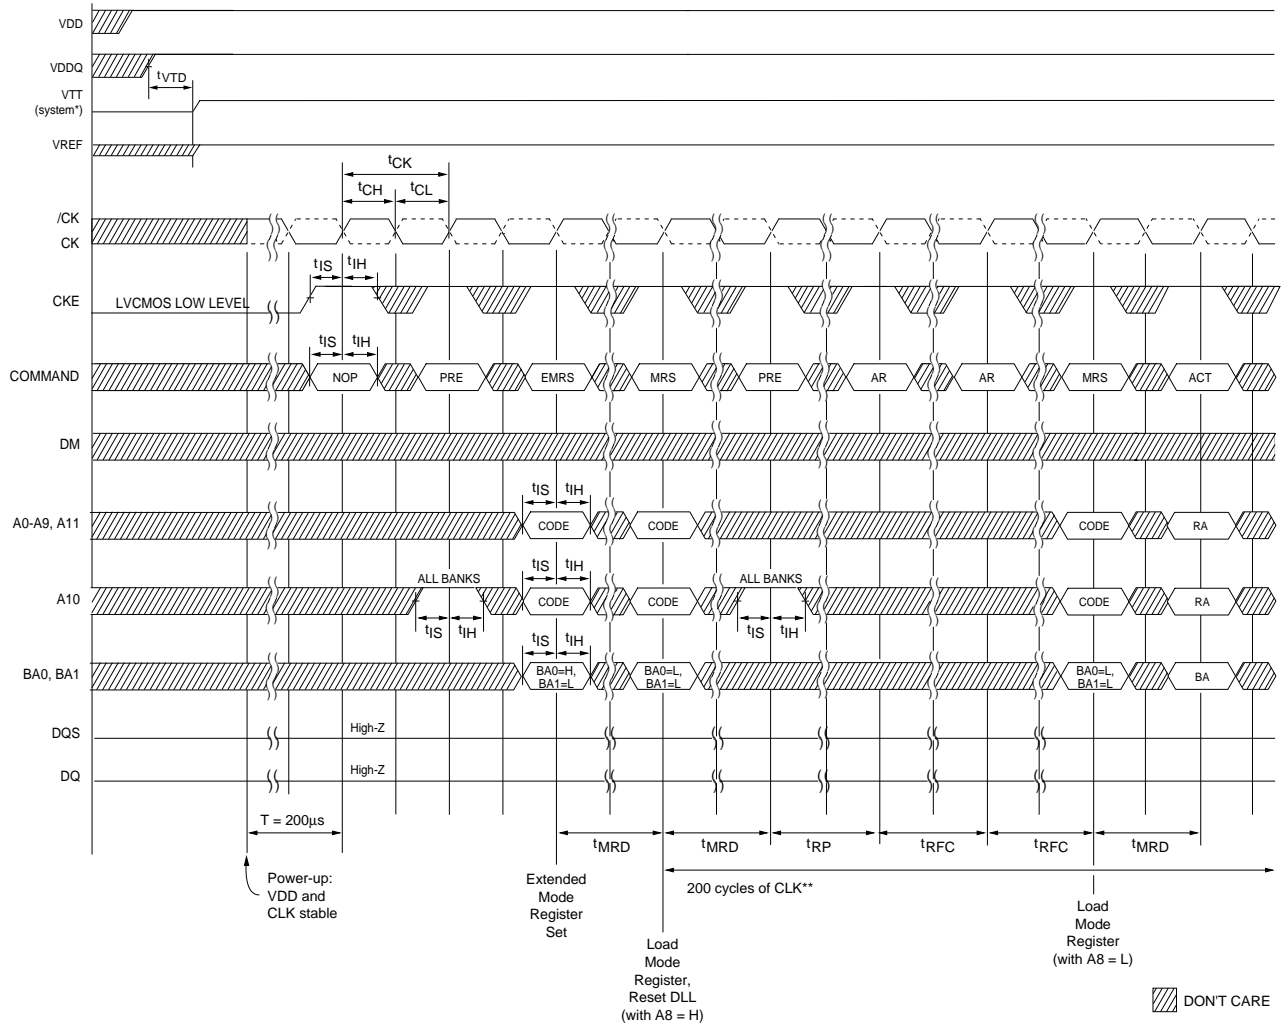 VDD
VDDQ
tVTD
VTT
(system*)
VREF
tCK
tCH tCL
/CK
CK
tIS tIH
CKE LVCMOS LOW LEVEL
tIS tIH
COMMAND NOP PRE EMRS MRS PRE AR AR MRS ACT
DM
tIS tIH
A0-A9, A11 CODE CODE CODE RA
ALL BANKS tIS tIH ALL BANKS
A10 CODE CODE CODE RA
tIS tIH tIS tIH tIS tIH
BA0, BA1 BA0=H, BA1=L BA0=L, BA1=L BA0=L, BA1=L BA
DQS High-Z
DQ High-Z
T = 200µs
tMRD tMRD tRP tRFC tRFC tMRD
Power-up:
VDD and
CLK stable
Extended
Mode
Register
Set
200 cycles of CLK**
Load
Mode
Register,
Reset DLL
(with A8 = H)
Load
Mode
Register
(with A8 = L)
DON'T CARE